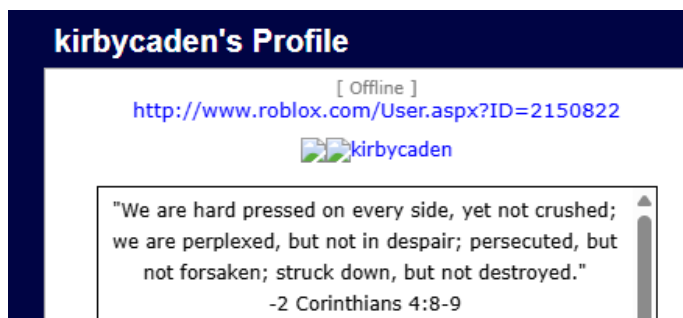 kirbycaden's Profile
[ Offline ]
http://www.roblox.com/User.aspx?ID=2150822
kirbycaden
"We are hard pressed on every side, yet not crushed;
we are perplexed, but not in despair; persecuted, but
not forsaken; struck down, but not destroyed."
-2 Corinthians 4:8-9